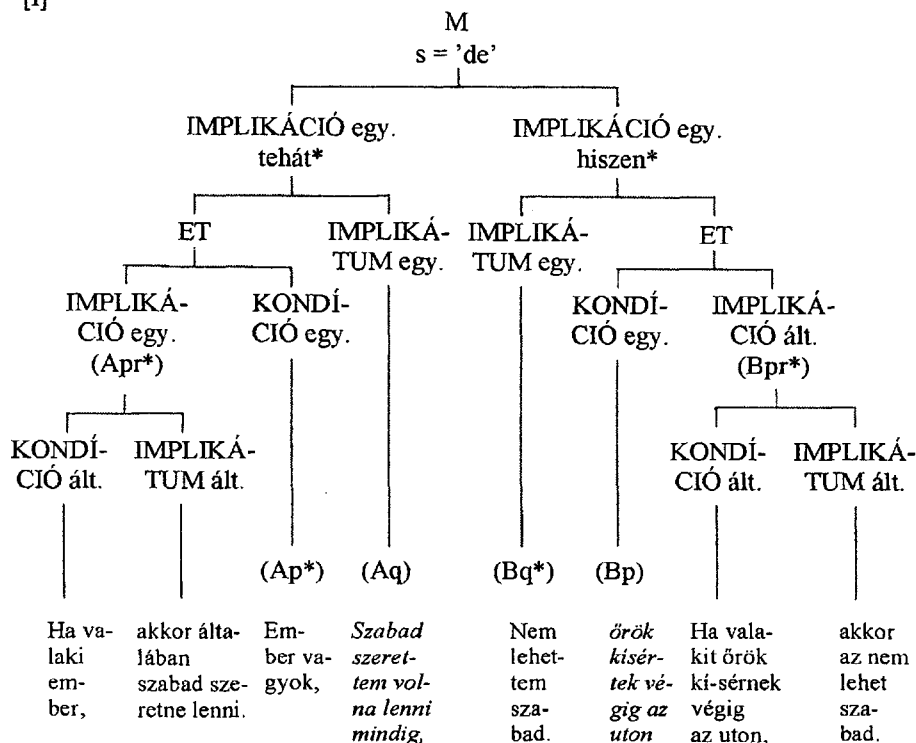 [1]
M
s = 'de'
IMPLIKÁCIÓ egy. IMPLIKÁCIÓ egy.
tehát* hiszen*
ET IMPLIKÁ- IMPLIKÁ- ET
TUM egy. TUM egy.
IMPLIKÁ- KONDÍ- KONDÍ- IMPLIKÁ-
CIÓ egy. CIÓ egy. CIÓ egy. CIÓ ált.
(Apr*) (Bpr*)
KONDÍ- IMPLIKÁ- KONDÍ- IMPLIKÁ-
CIÓ ált. TUM ált. CIÓ ált. TUM ált.
(Ap*) (Aq) (Bq*) (Bp)
Ha va- akkor álta- Em- Szabad Nem őrök Ha vala- akkor
laki lában ber va- szeret- lehet- kísér- kit őrök az nem
em- szabad sze- gyok, tem vol- tem tek vé- kí-sérnek lehet
ber, retne lenni. na lenni sza- gig az végig sza-
mindig, bad. uton az uton, bad.